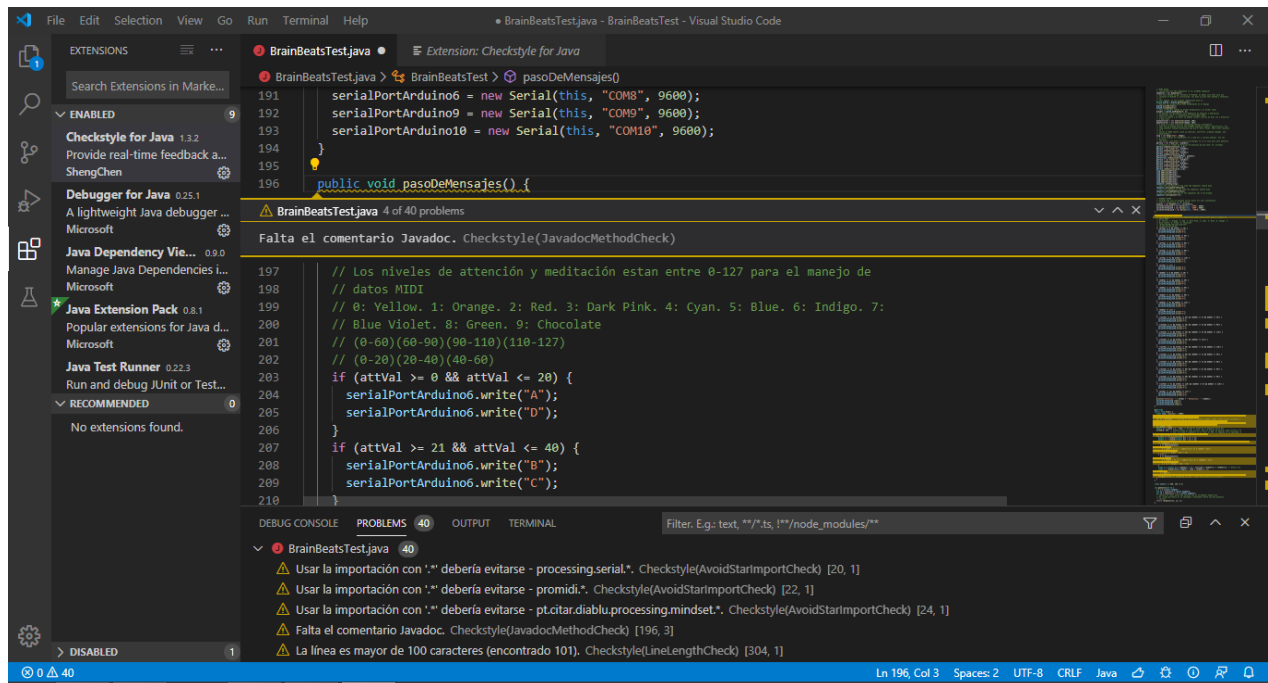 File Edit Selection View Go Run Terminal Help
● BrainBeatsTest.java - BrainBeatsTest - Visual Studio Code
EXTENSIONS
Search Extensions in Marke...
ENABLED 9
Checkstyle for Java 1.3.2
Provide real-time feedback a...
ShengChen
Debugger for Java 0.25.1
A lightweight Java debugger ...
Microsoft
Java Dependency Vie... 0.9.0
Manage Java Dependencies i...
Microsoft
Java Extension Pack 0.8.1
Popular extensions for Java d...
Microsoft
Java Test Runner 0.22.3
Run and debug JUnit or Test...
RECOMMENDED 0
No extensions found.
DISABLED 1
1
BrainBeatsTest.java ●
Extension: Checkstyle for Java
BrainBeatsTest.java > BrainBeatsTest > pasoDeMensajes()
191 serialPortArduino6 = new Serial(this, "COM8", 9600);
192 serialPortArduino9 = new Serial(this, "COM9", 9600);
193 serialPortArduino10 = new Serial(this, "COM10", 9600);
194 }
195
196 public void pasoDeMensajes() {
BrainBeatsTest.java 4 of 40 problems
Falta el comentario Javadoc. Checkstyle(JavadocMethodCheck)
197 // Los niveles de attención y meditación estan entre 0-127 para el manejo de
198 // datos MIDI
199 // 0: Yellow. 1: Orange. 2: Red. 3: Dark Pink. 4: Cyan. 5: Blue. 6: Indigo. 7:
200 // Blue Violet. 8: Green. 9: Chocolate
201 // (0-60)(60-90)(90-110)(110-127)
202 // (0-20)(20-40)(40-60)
203 if (attVal >= 0 && attVal <= 20) {
204 serialPortArduino6.write("A");
205 serialPortArduino6.write("D");
206 }
207 if (attVal >= 21 && attVal <= 40) {
208 serialPortArduino6.write("B");
209 serialPortArduino6.write("C");
210 }
DEBUG CONSOLE PROBLEMS 40 OUTPUT TERMINAL
Filter. E.g.: text, **/*.ts, !**/node_modules/**
BrainBeatsTest.java 40
Usar la importación con '.*' debería evitarse - processing.serial.*. Checkstyle(AvoidStarImportCheck) [20, 1]
Usar la importación con '.*' debería evitarse - promidi.*. Checkstyle(AvoidStarImportCheck) [22, 1]
Usar la importación con '.*' debería evitarse - pt.citar.diablu.processing.mindset.*. Checkstyle(AvoidStarImportCheck) [24, 1]
Falta el comentario Javadoc. Checkstyle(JavadocMethodCheck) [196, 3]
La línea es mayor de 100 caracteres (encontrado 101). Checkstyle(LineLengthCheck) [304, 1]
0 40
Ln 196, Col 3 Spaces: 2 UTF-8 CRLF Java